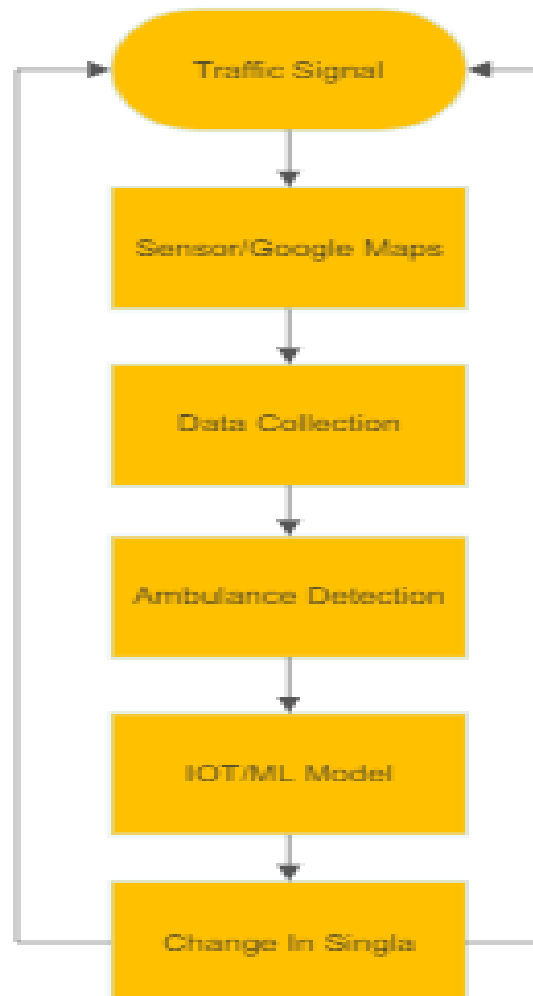 Traffic Signal
Sensor/Google Maps
Data Collection
Ambulance Detection
IOT/ML Model
Change In Singla